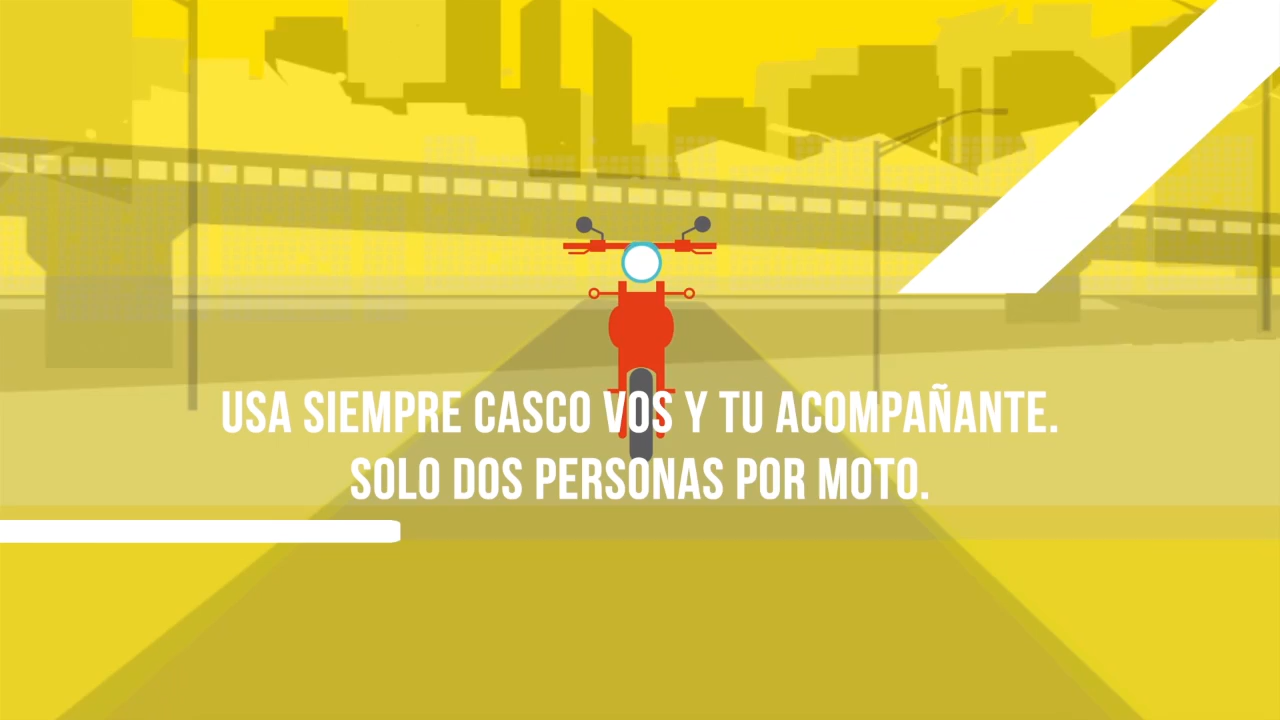 USA SIEMPRE CASCO VOS Y TU ACOMPAÑANTE.
SOLO DOS PERSONAS POR MOTO.